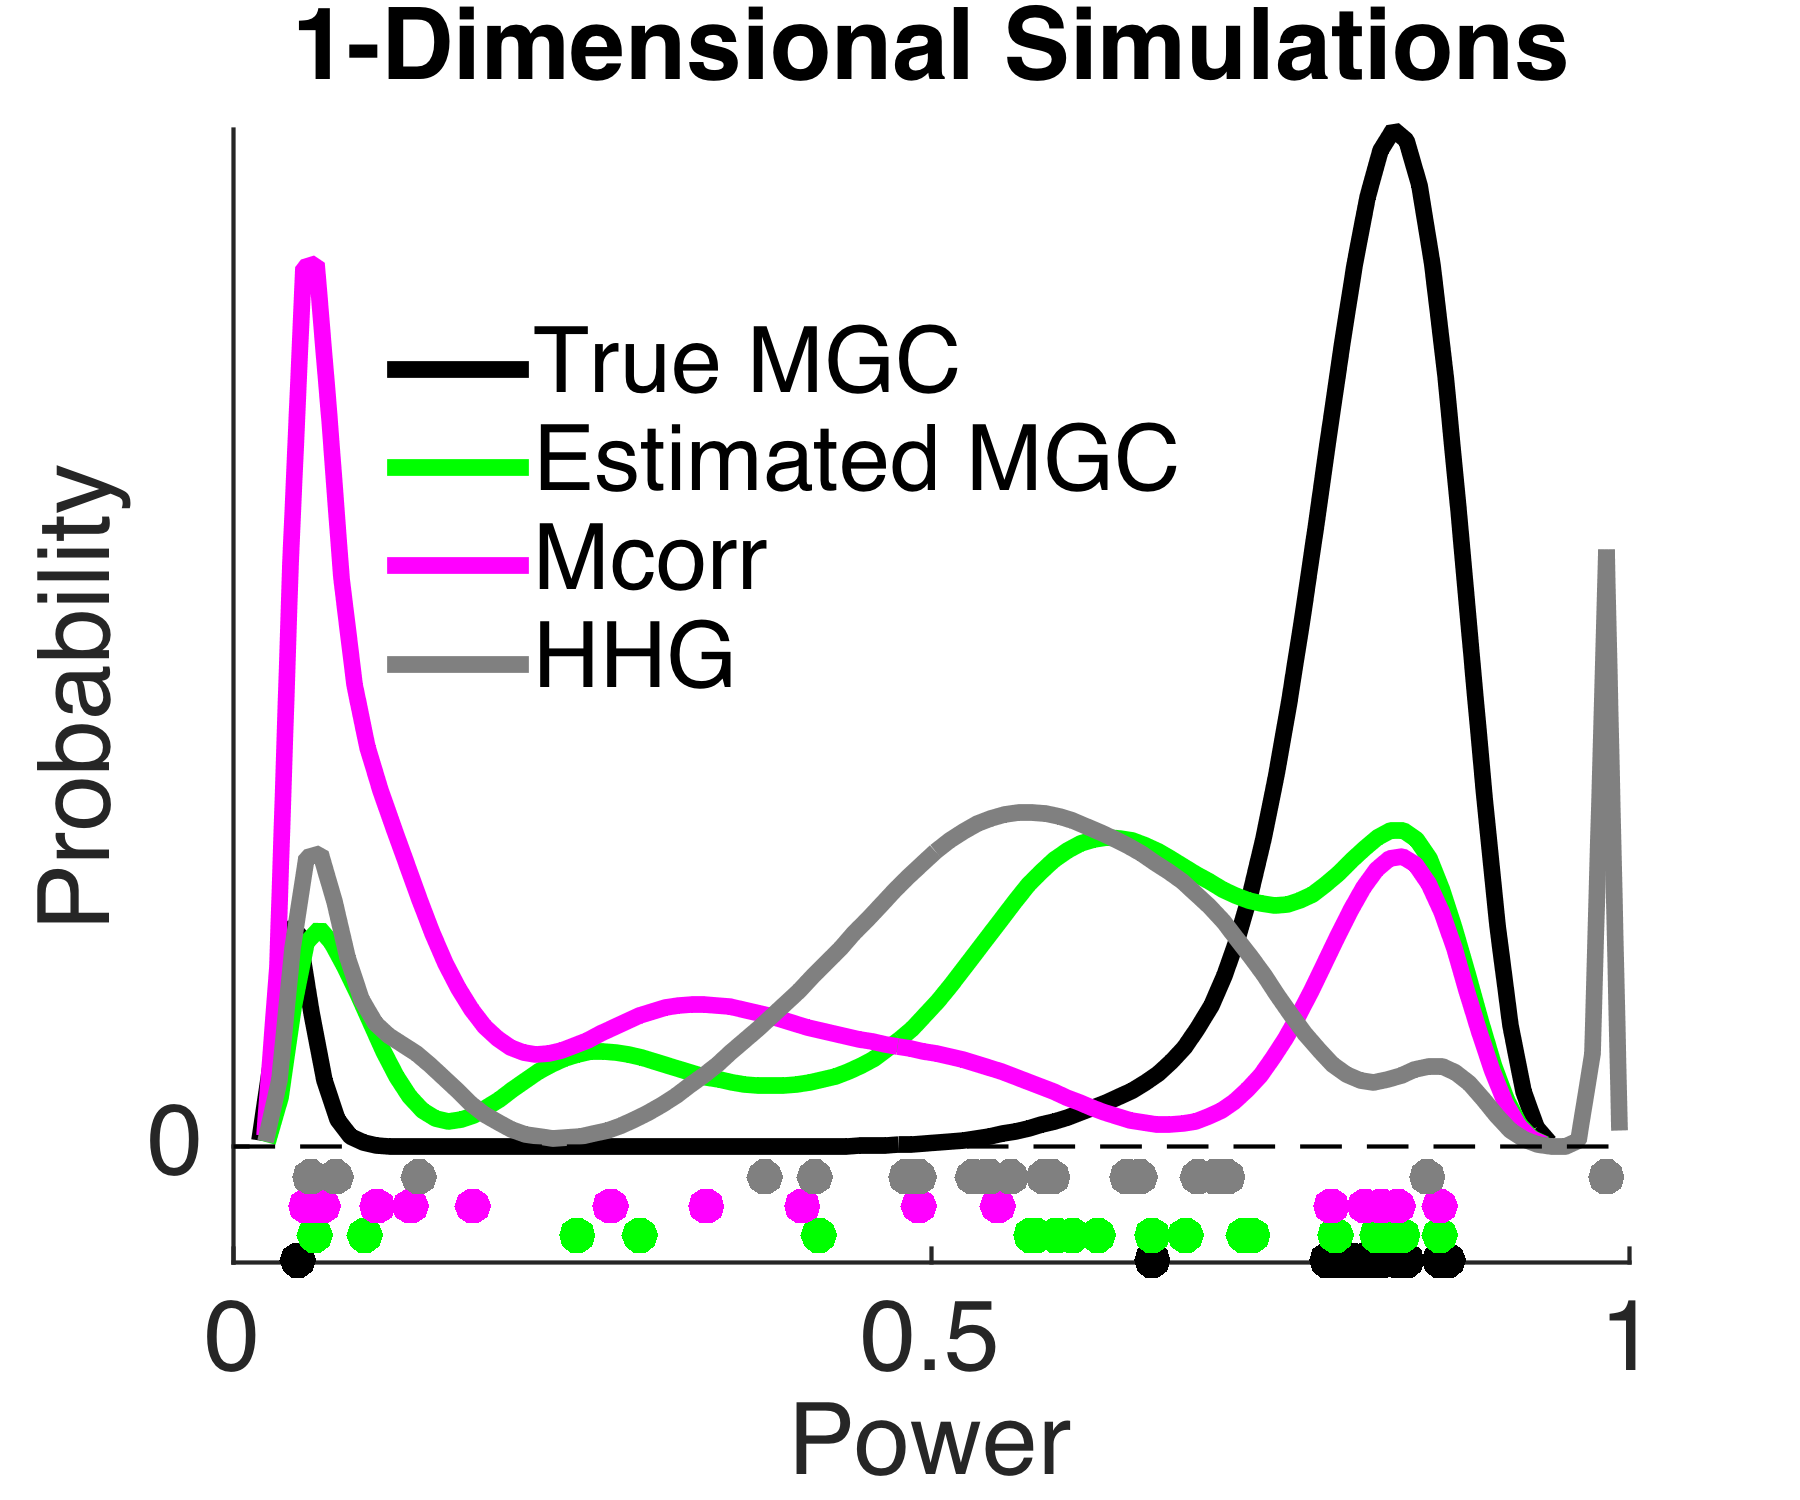 1-Dimensional Simulations
True MGC
Estimated MGC
Mcorr
HHG
Probability
0
0
0.5
1
Power